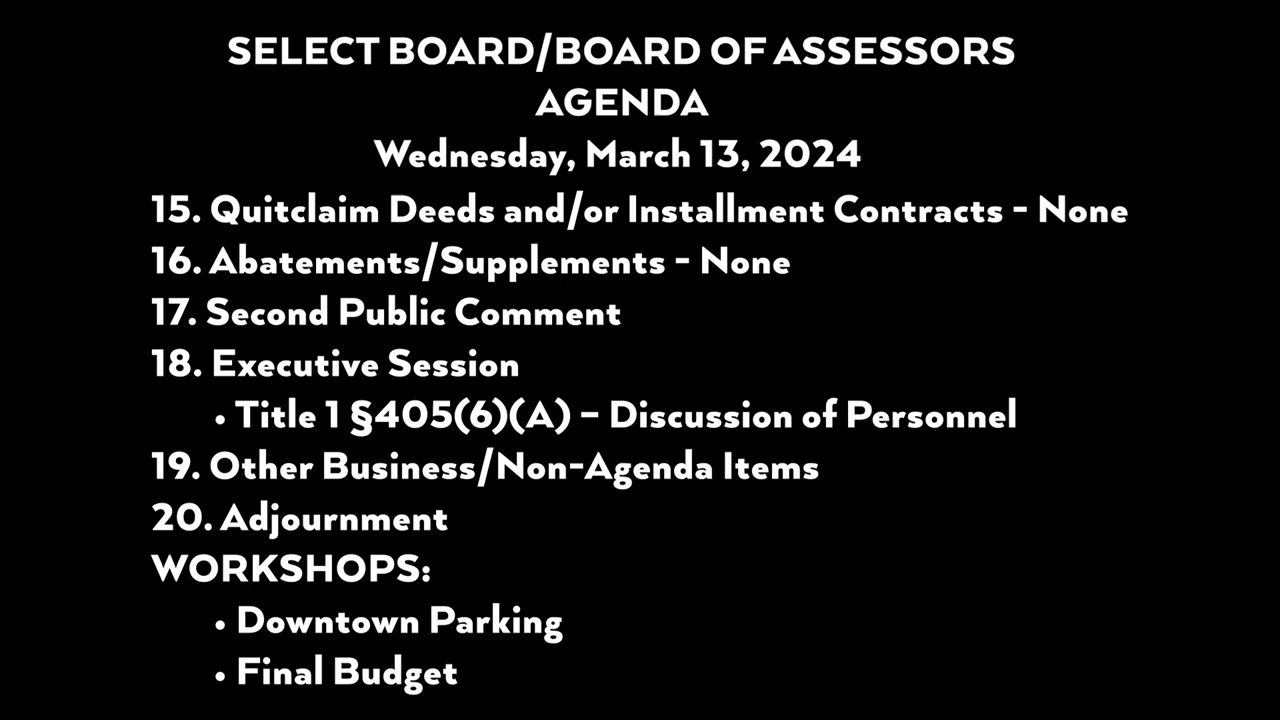 SELECT BOARD/BOARD OF ASSESSORS
AGENDA
Wednesday, March 13, 2024
15. Quitclaim Deeds and/or Installment Contracts - None
16. Abatements/Supplements - None
17. Second Public Comment
18. Executive Session
• Title 1 §405(6)(A) – Discussion of Personnel
19. Other Business/Non-Agenda Items
20. Adjournment
WORKSHOPS:
• Downtown Parking
• Final Budget